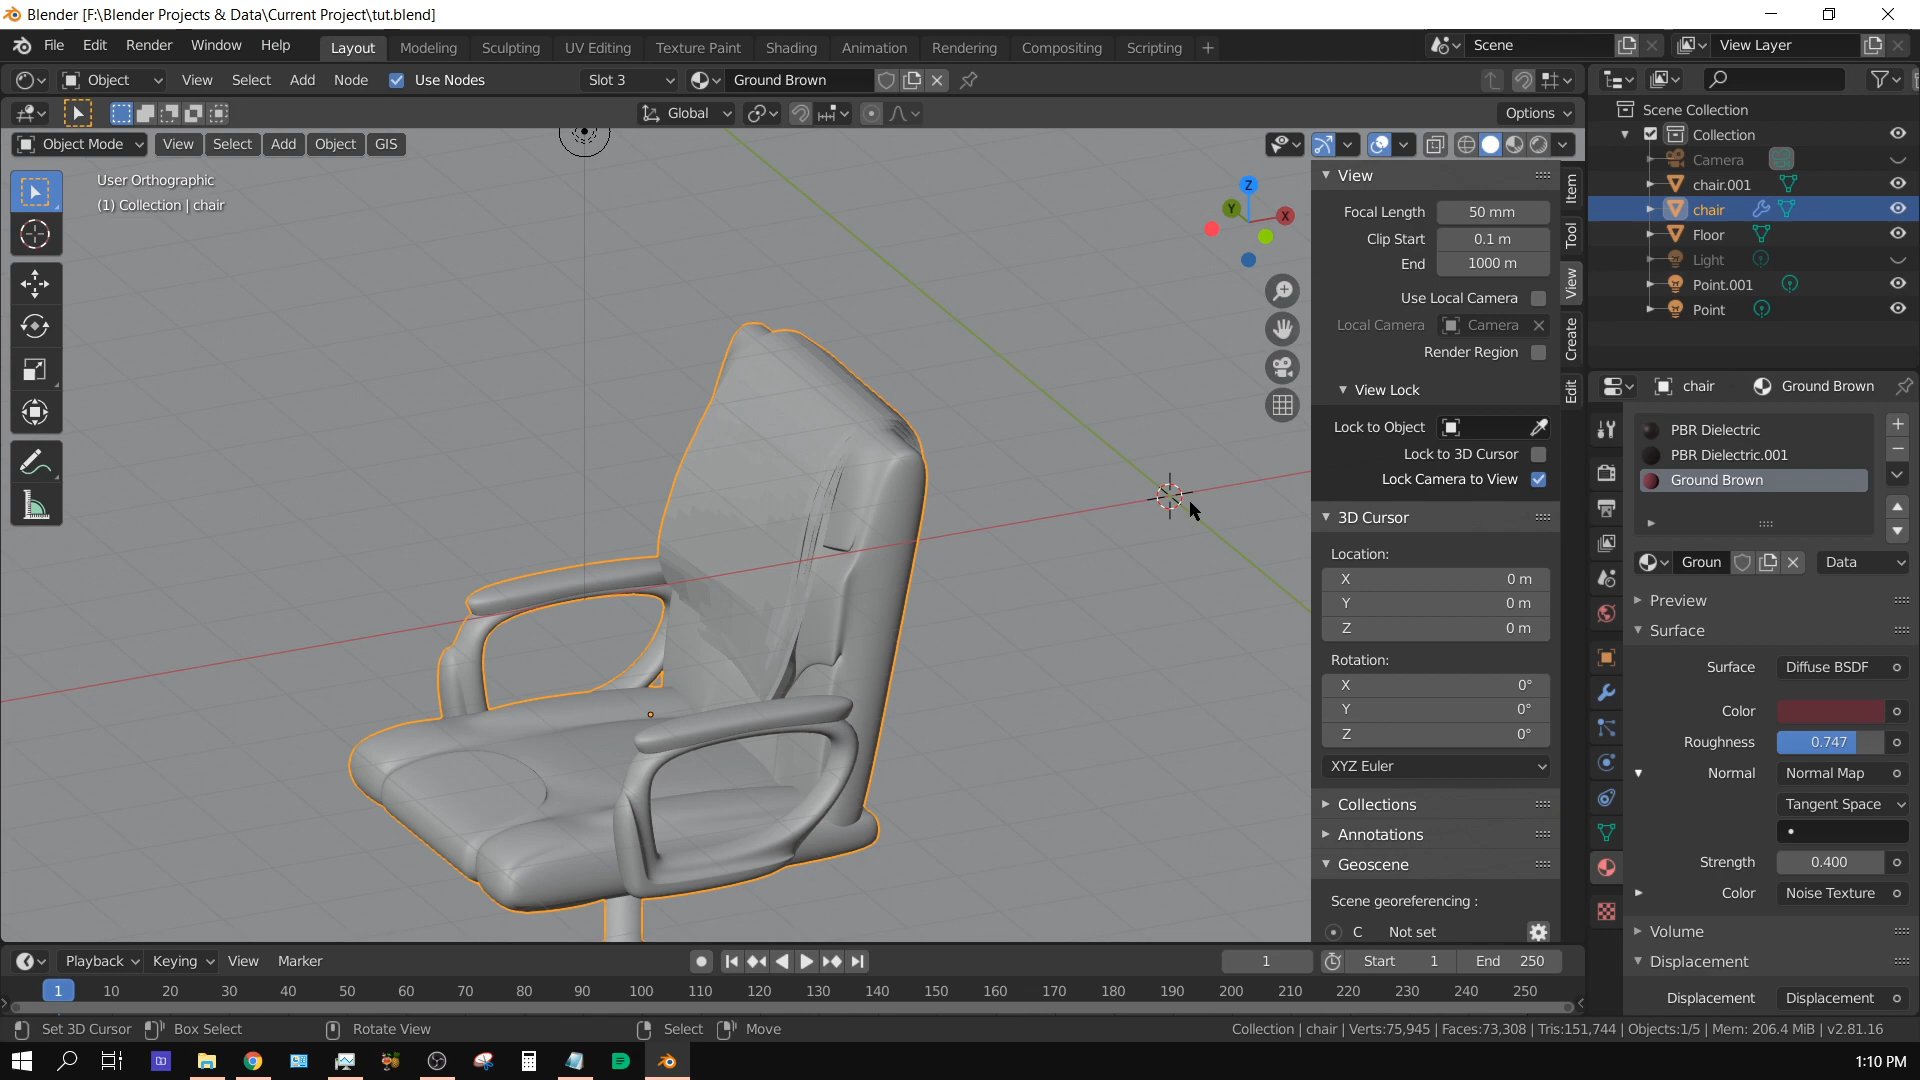 Blender [F:\Blender Projects & Data\Current Project\tut.blend]
File Edit Render Window Help Layout Modeling Sculpting UV Editing Texture Paint Shading Animation Rendering Compositing Scripting + Scene View Layer
Object View Select Add Node Use Nodes Slot 3 Ground Brown
Global Options
Object Mode View Select Add Object GIS
User Orthographic
(1) Collection | chair
Z
Y
X
View
Focal Length 50 mm
Clip Start 0.1 m
End 1000 m
Use Local Camera
Local Camera Camera
Render Region
View Lock
Lock to Object
Lock to 3D Cursor
Lock Camera to View
3D Cursor
Location:
X 0 m
Y 0 m
Z 0 m
Rotation:
X 0°
Y 0°
Z 0°
XYZ Euler
Collections
Annotations
Geoscene
Scene georeferencing :
C Not set
Item
Tool
View
Create
Edit
Scene Collection
Collection
Camera
chair.001
chair
Floor
Light
Point.001
Point
chair Ground Brown
PBR Dielectric
PBR Dielectric.001
Ground Brown
Groun Data
Preview
Surface
Surface Diffuse BSDF
Color
Roughness 0.747
Normal Normal Map
Tangent Space
Strength 0.400
Color Noise Texture
Volume
Displacement
Displacement Displacement
Playback Keying View Marker 1 Start 1 End 250
1 10 20 30 40 50 60 70 80 90 100 110 120 130 140 150 160 170 180 190 200 210 220 230 240 250
Set 3D Cursor Box Select Rotate View Select Move Collection | chair | Verts:75,945 | Faces:73,308 | Tris:151,744 | Objects:1/5 | Mem: 206.4 MiB | v2.81.16
1:10 PM